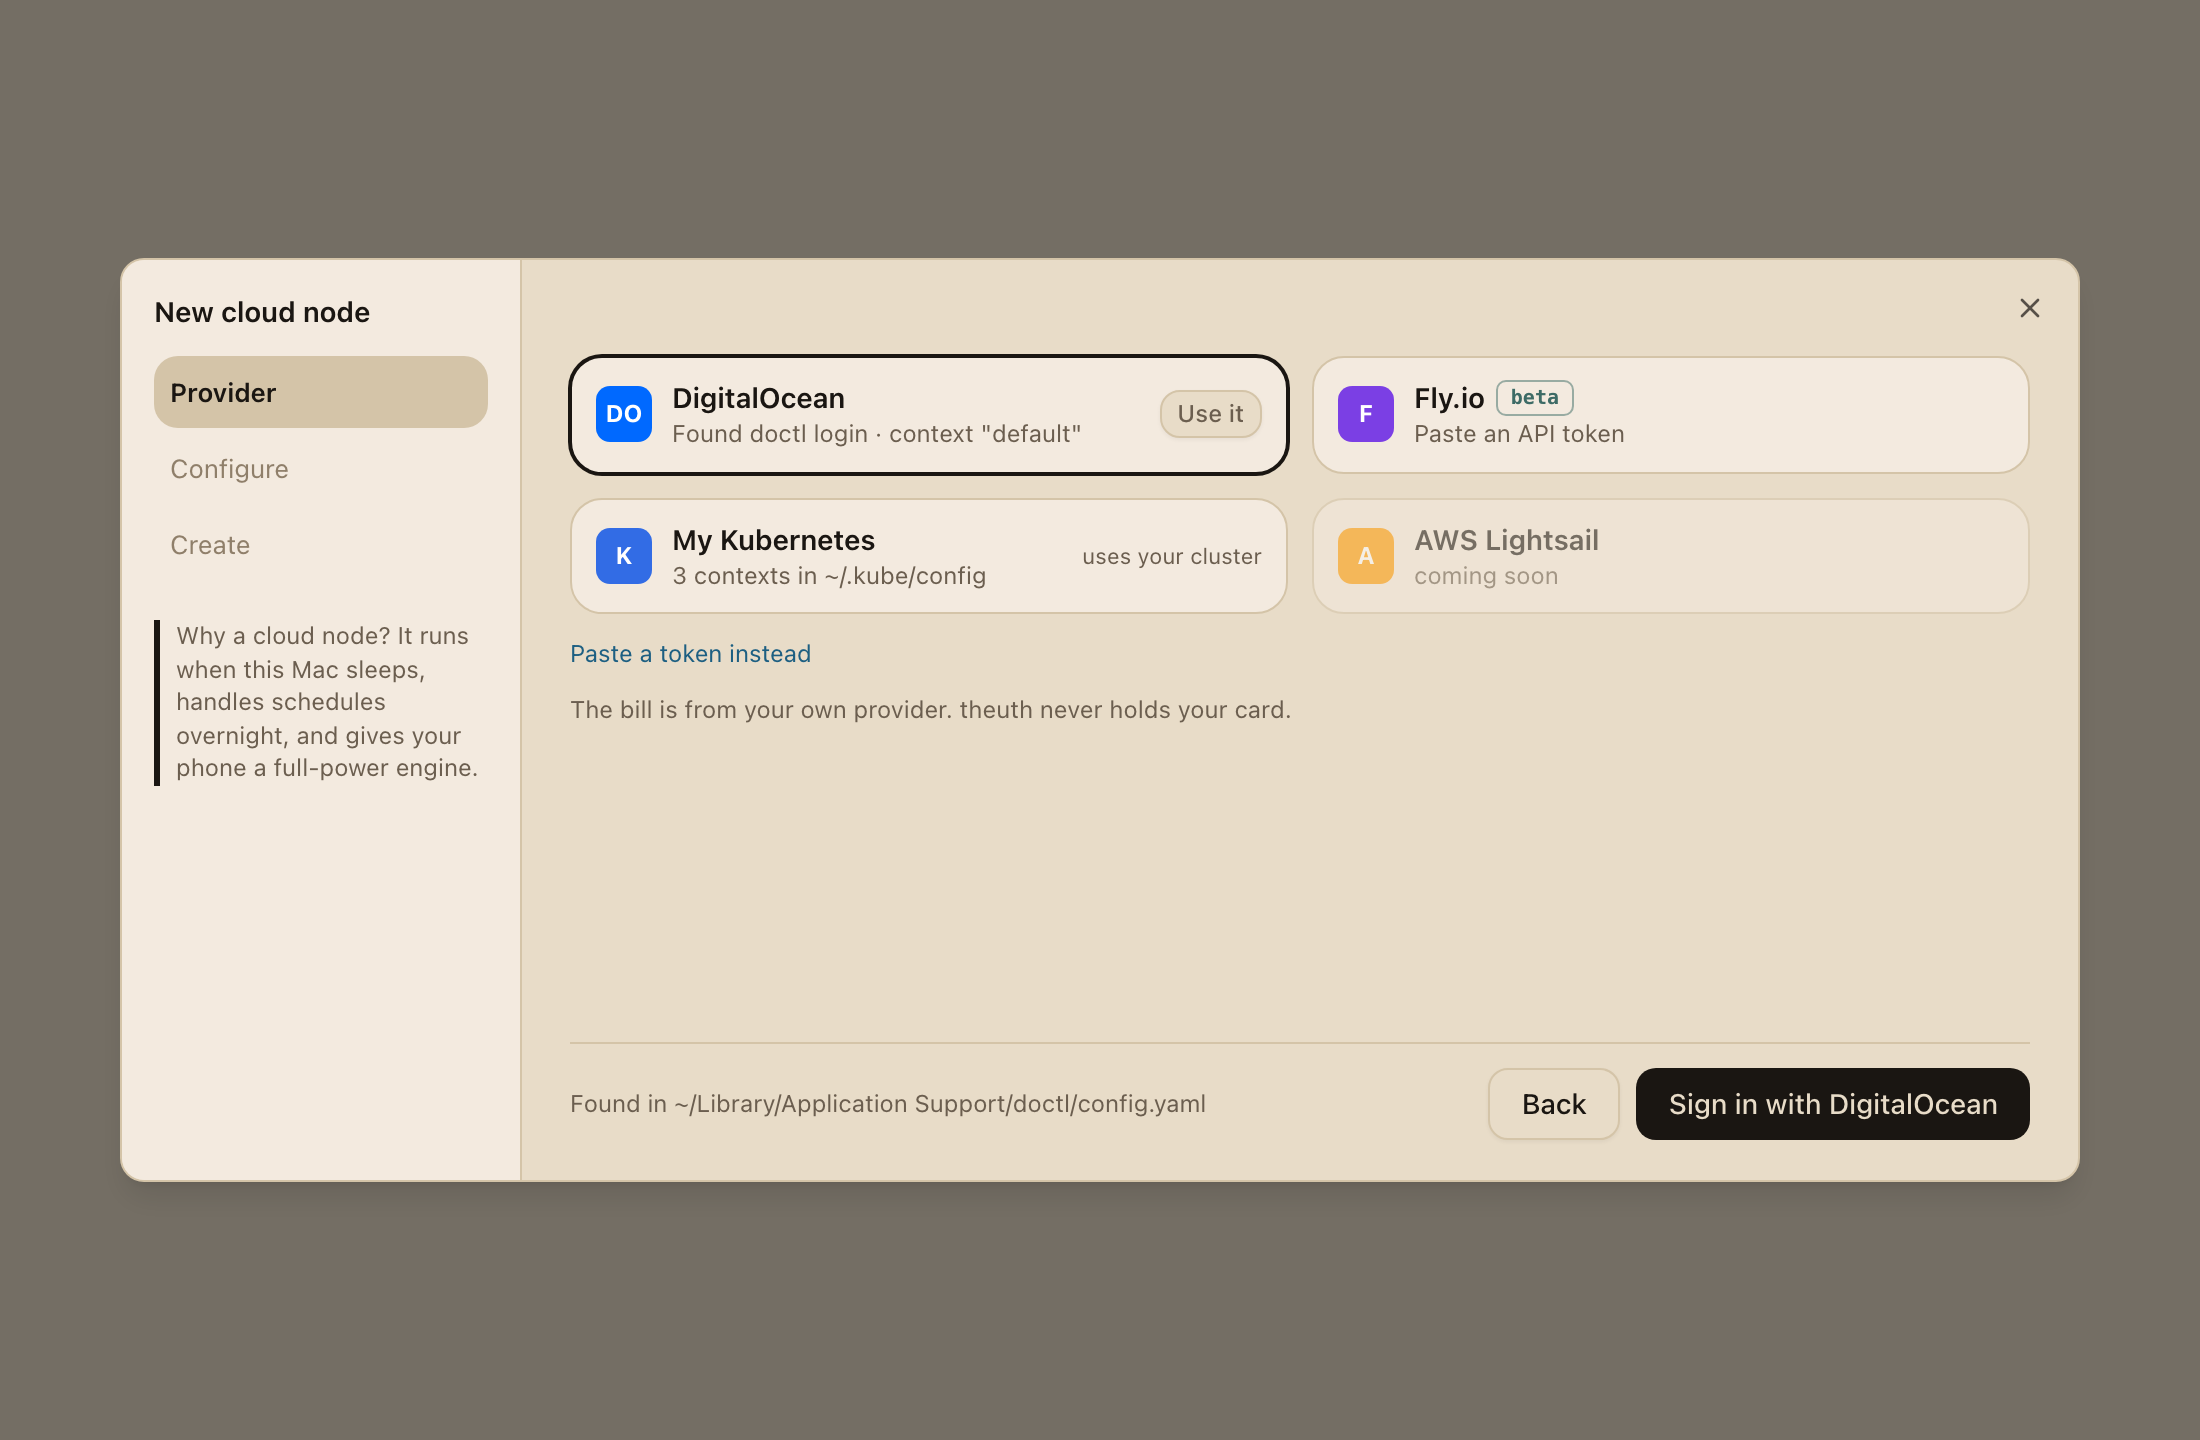 New cloud node
Provider
Configure
Create
Why a cloud node? It runs
when this Mac sleeps,
handles schedules
overnight, and gives your
phone a full-power engine.
DO
DigitalOcean
Found doctl login · context "default"
Use it
F
Fly.io beta
Paste an API token
K
My Kubernetes
3 contexts in ~/.kube/config
uses your cluster
A
AWS Lightsail
coming soon
Paste a token instead
The bill is from your own provider. theuth never holds your card.
Found in ~/Library/Application Support/doctl/config.yaml
Back
Sign in with DigitalOcean